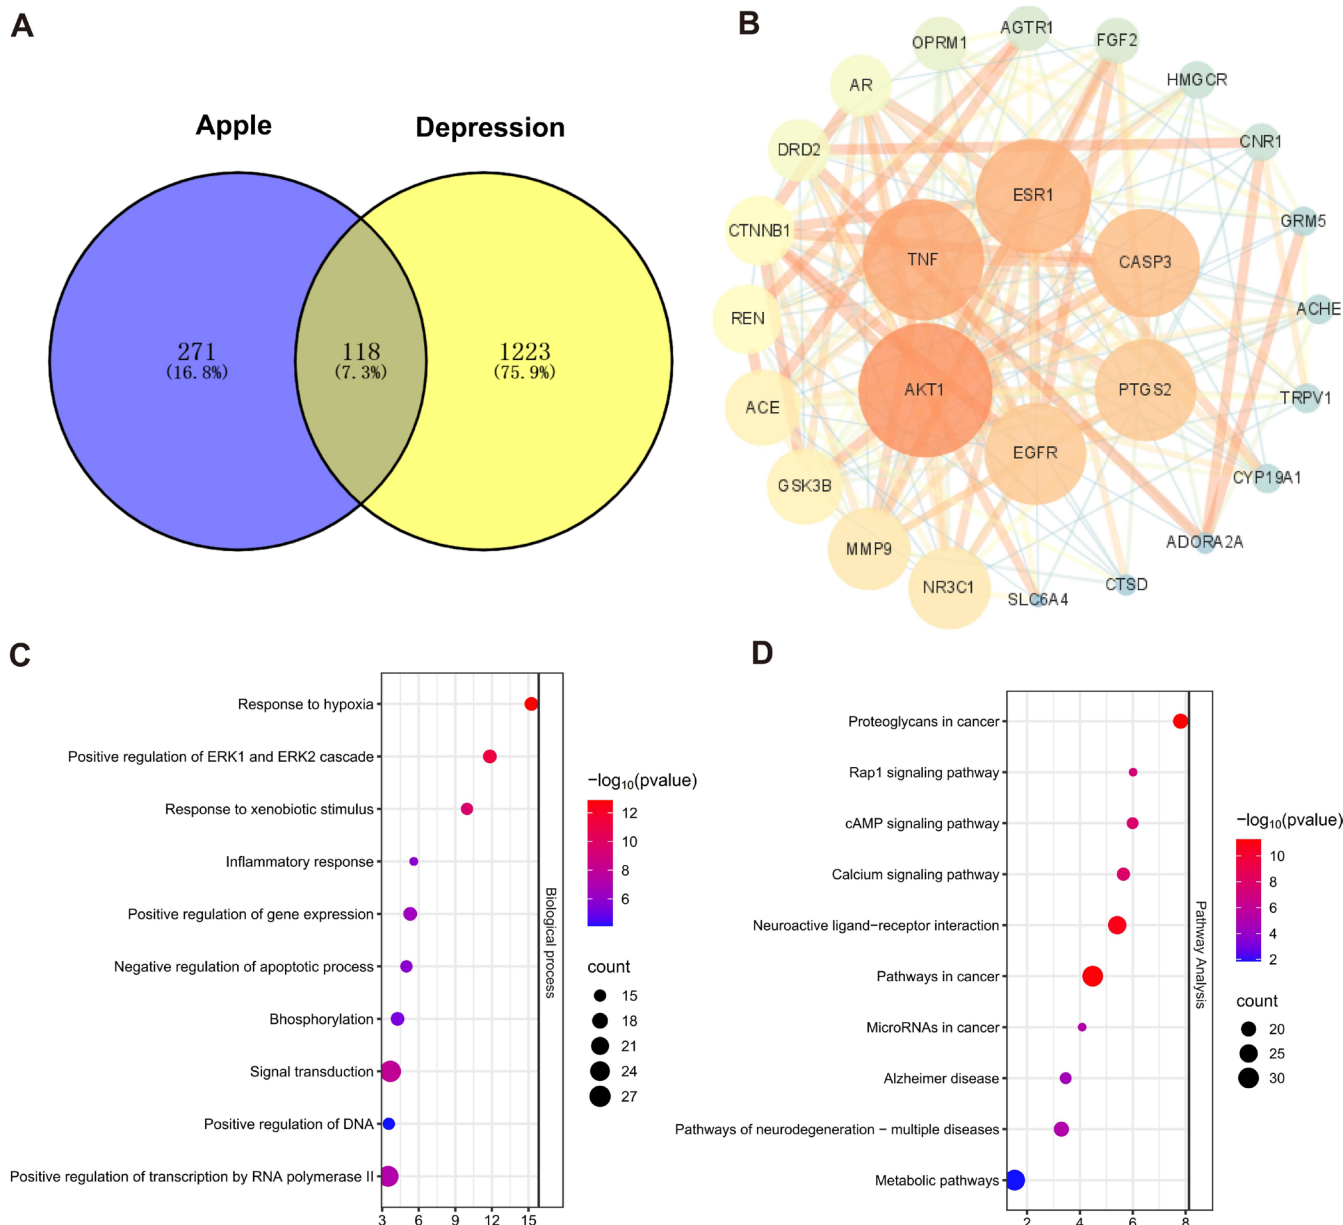 A
Apple
Depression
271
(16.8%)
118
(7.3%)
1223
(75.9%)
B
AGTR1
OPRM1
FGF2
AR
HMGCR
DRD2
CNR1
ESR1
CTNNB1
GRM5
TNF
CASP3
REN
ACHE
AKT1
PTGS2
ACE
TRPV1
EGFR
GSK3B
CYP19A1
MMP9
ADORA2A
NR3C1
CTSD
SLC6A4
C
Response to hypoxia
Positive regulation of ERK1 and ERK2 cascade
Response to xenobiotic stimulus
Inflammatory response
Positive regulation of gene expression
Negative regulation of apoptotic process
Bhosphorylation
Signal transduction
Positive regulation of DNA
Positive regulation of transcription by RNA polymerase II
3 6 9 12 15
Biological process
−log10(pvalue)
12
10
8
6
count
15
18
21
24
27
D
Proteoglycans in cancer
Rap1 signaling pathway
cAMP signaling pathway
Calcium signaling pathway
Neuroactive ligand−receptor interaction
Pathways in cancer
MicroRNAs in cancer
Alzheimer disease
Pathways of neurodegeneration − multiple diseases
Metabolic pathways
2 4 6 8
Pathway Analysis
−log10(pvalue)
10
8
6
4
2
count
20
25
30